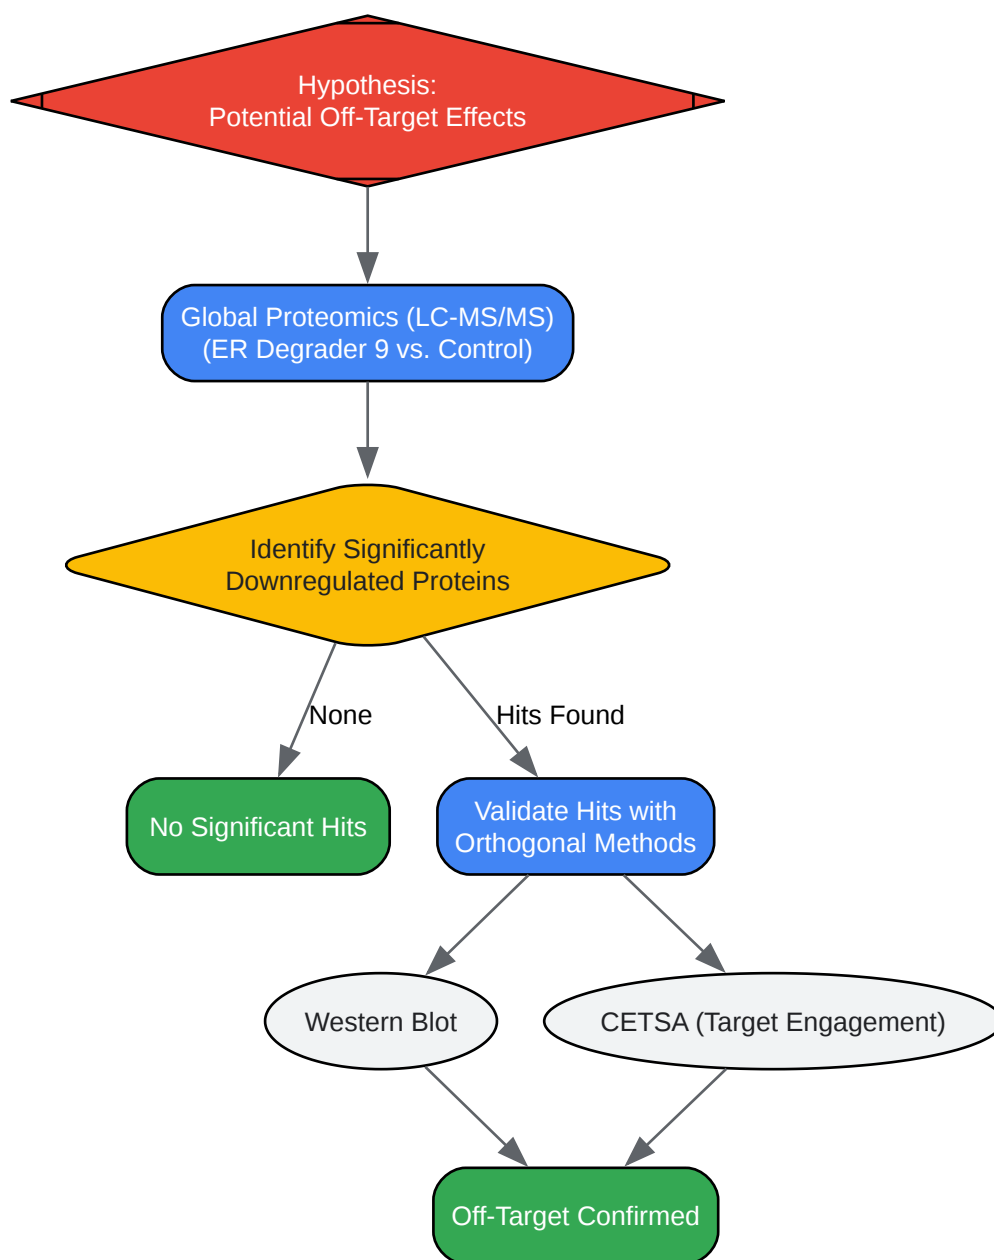 Hypothesis:
Potential Off-Target Effects
Global Proteomics (LC-MS/MS)
(ER Degrader 9 vs. Control)
Identify Significantly
Downregulated Proteins
None
Hits Found
No Significant Hits
Validate Hits with
Orthogonal Methods
Western Blot
CETSA (Target Engagement)
Off-Target Confirmed